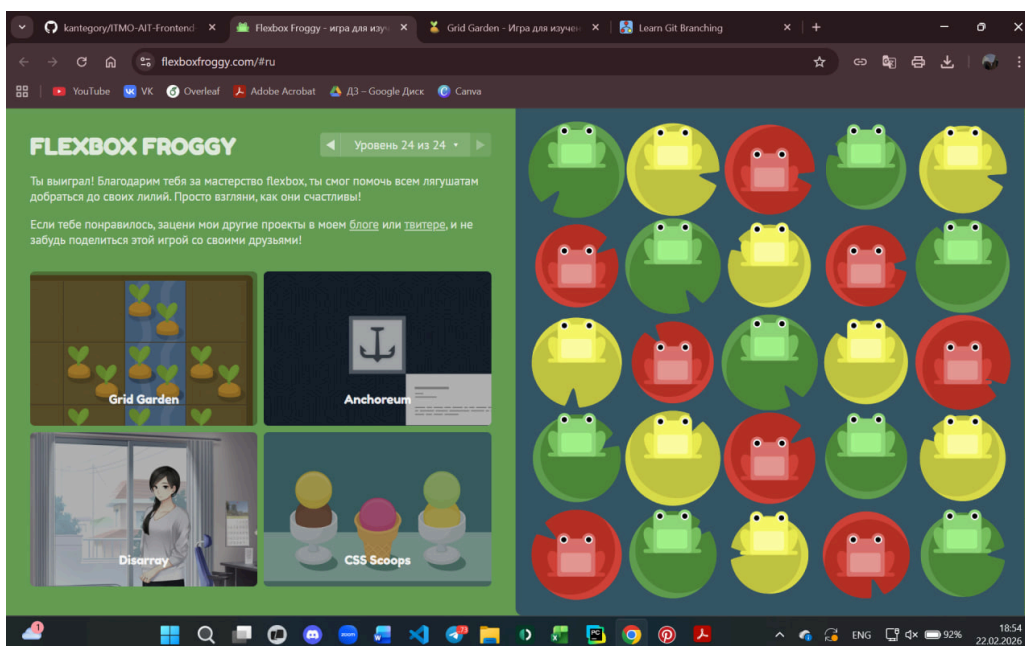 kantegory/ITMO-AIT-Frontend
Flexbox Froggy - игра для изуч
Grid Garden - Игра для изучен
Learn Git Branching
flexboxfroggy.com/#ru
YouTube
VK
Overleaf
Adobe Acrobat
ДЗ – Google Диск
Canva
FLEXBOX FROGGY
Уровень 24 из 24
Ты выиграл! Благодарим тебя за мастерство flexbox, ты смог помочь всем лягушатам
добраться до своих лилий. Просто взгляни, как они счастливы!
Если тебе понравилось, зацени мои другие проекты в моем блоге или твитере, и не
забудь поделиться этой игрой со своими друзьями!
Grid Garden
Anchoreum
Disarray
CSS Scoops
1
zoom
73
PC
ENG
92%
18:54
22.02.2026